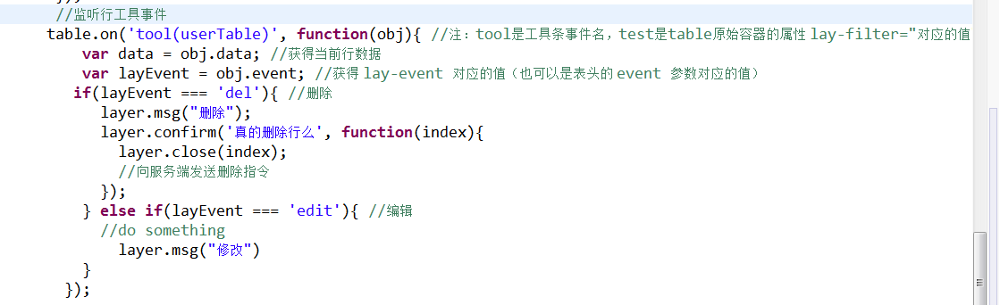 });
//监听行工具事件
table.on('tool(userTable)', function(obj){ //注：tool是工具条事件名，test是table原始容器的属性 lay-filter="对应的值
var data = obj.data; //获得当前行数据
var layEvent = obj.event; //获得 lay-event 对应的值（也可以是表头的 event 参数对应的值）
if(layEvent === 'del'){ //删除
layer.msg("删除");
layer.confirm('真的删除行么', function(index){
layer.close(index);
//向服务端发送删除指令
});
} else if(layEvent === 'edit'){ //编辑
//do something
layer.msg("修改")
}
});